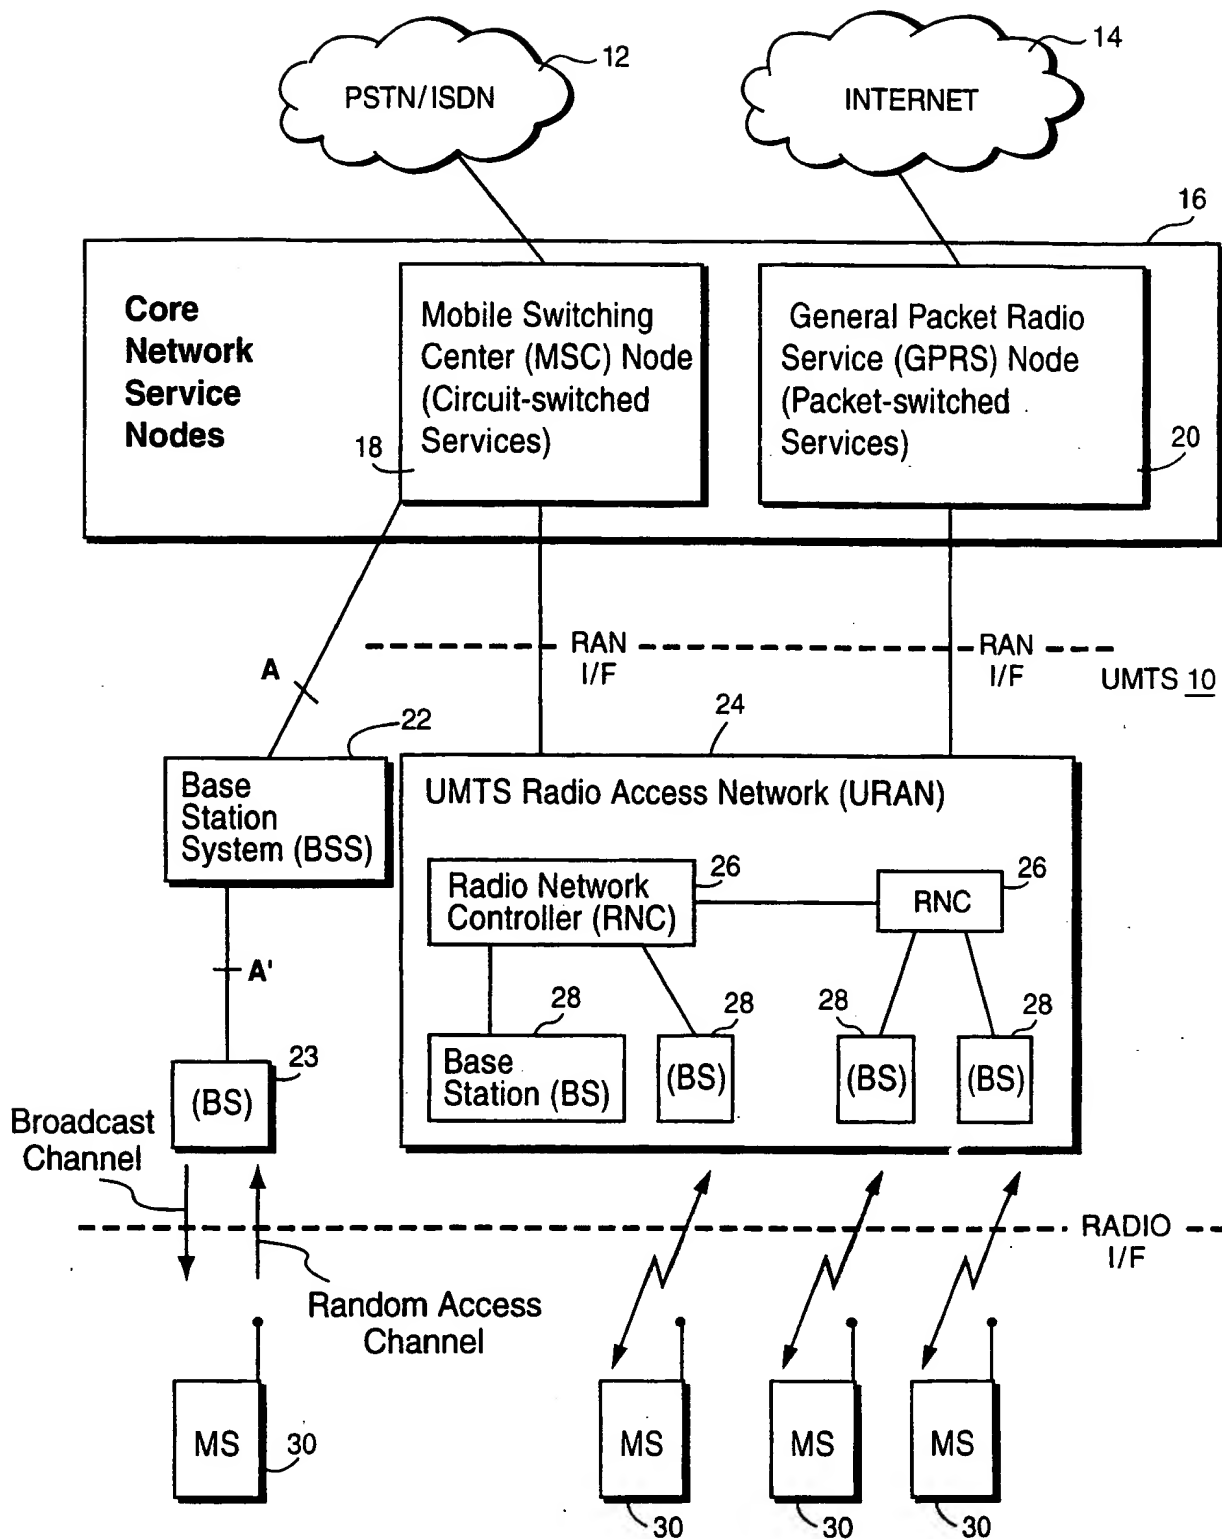 12
14
PSTN/ISDN
INTERNET
16
Core
Network
Service
Nodes
Mobile Switching
Center (MSC) Node
(Circuit-switched
Services)
18
General Packet Radio
Service (GPRS) Node
(Packet-switched
Services)
20
A
RAN
I/F
RAN
I/F
UMTS 10
22
24
Base
Station
System (BSS)
UMTS Radio Access Network (URAN)
26
Radio Network
Controller (RNC)
26
RNC
A'
28
28
28
28
Base
Station (BS)
(BS)
(BS)
(BS)
23
(BS)
Broadcast
Channel
RADIO
I/F
Random Access
Channel
MS
30
MS
30
MS
30
MS
30